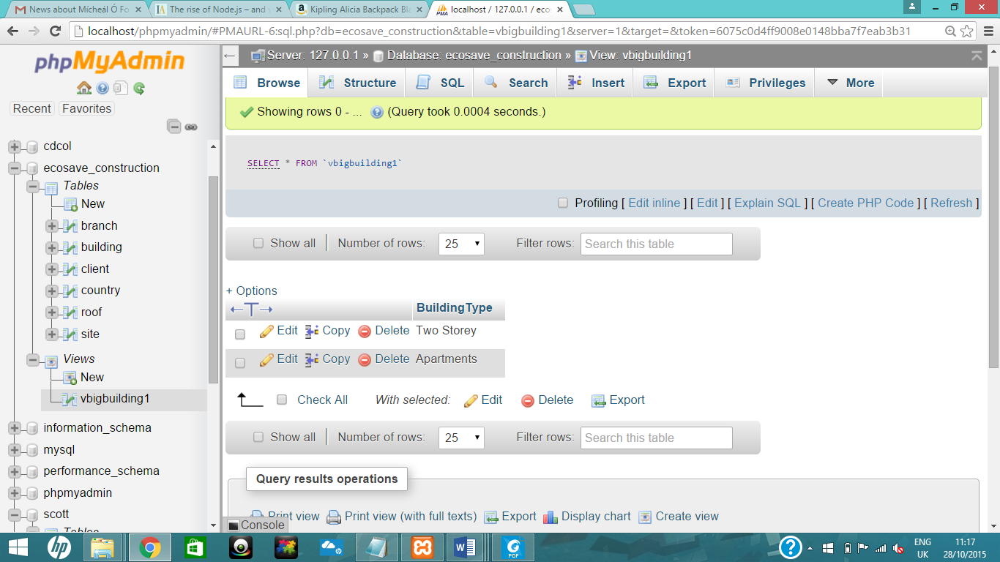 News about Mícheál Ó Fo
The rise of Node.js – and y
Kipling Alicia Backpack Bla
localhost / 127.0.0.1 / ecos
localhost/phpmyadmin/#PMAURL-6:sql.php?db=ecosave_construction&table=vbigbuilding1&server=1&target=&token=6075c0d4ff9008e0148bba7f7eab3b31
phpMyAdmin
Recent Favorites
cdcol
ecosave_construction
Tables
New
branch
building
client
country
roof
site
Views
New
vbigbuilding1
information_schema
mysql
performance_schema
phpmyadmin
scott
Tables
Server: 127.0.0.1 » Database: ecosave_construction » View: vbigbuilding1
Browse Structure SQL Search Insert Export Privileges More
Showing rows 0 - ... (Query took 0.0004 seconds.)
SELECT * FROM `vbigbuilding1`
Profiling [ Edit inline ] [ Edit ] [ Explain SQL ] [ Create PHP Code ] [ Refresh ]
Show all Number of rows: 25 Filter rows: Search this table
+ Options
←T→ BuildingType
Edit Copy Delete Two Storey
Edit Copy Delete Apartments
Check All With selected: Edit Delete Export
Show all Number of rows: 25 Filter rows: Search this table
Query results operations
Print view Print view (with full texts) Export Display chart Create view
Console
hp
PDF
ENG
UK
11:17
28/10/2015